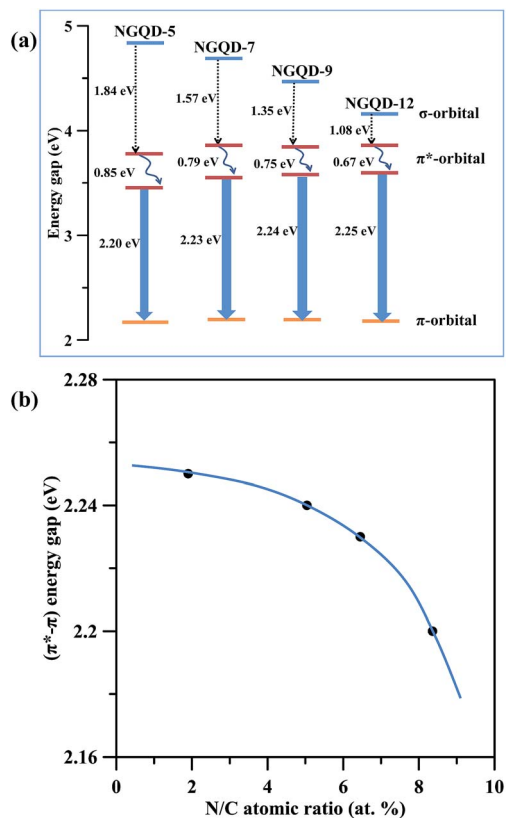 (a)
Energy gap (eV)
5
4
3
2
NGQD-5
NGQD-7
NGQD-9
NGQD-12
1.84 eV
1.57 eV
1.35 eV
1.08 eV
σ-orbital
0.85 eV
0.79 eV
0.75 eV
0.67 eV
π*-orbital
2.20 eV
2.23 eV
2.24 eV
2.25 eV
π-orbital
(b)
(π*-π) energy gap (eV)
2.28
2.24
2.2
2.16
0 2 4 6 8 10
N/C atomic ratio (at. %)